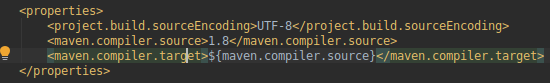 <properties>
<project.build.sourceEncoding>UTF-8</project.build.sourceEncoding>
<maven.compiler.source>1.8</maven.compiler.source>
<maven.compiler.target>${maven.compiler.source}</maven.compiler.target>
</properties>